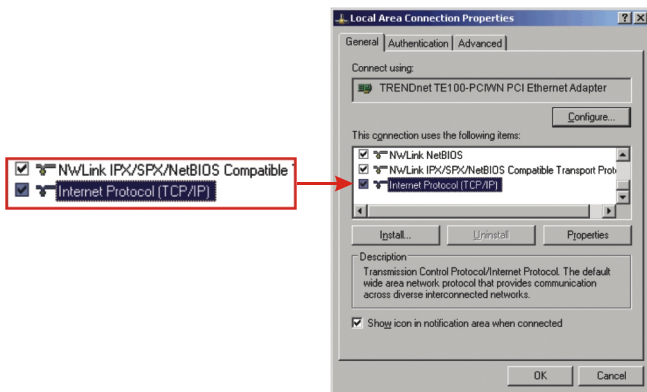 Local Area Connection Properties
General Authentication Advanced
Connect using:
TRENDnet TE100-PCIWN PCI Ethernet Adapter
Configure...
This connection uses the following items:
NWLink NetBIOS
NWLink IPX/SPX/NetBIOS Compatible Transport Prot
Internet Protocol (TCP/IP)
Install... Uninstall Properties
Description
Transmission Control Protocol/Internet Protocol. The default
wide area network protocol that provides communication
across diverse interconnected networks.
Show icon in notification area when connected
OK Cancel
NWLink IPX/SPX/NetBIOS Compatible
Internet Protocol (TCP/IP)